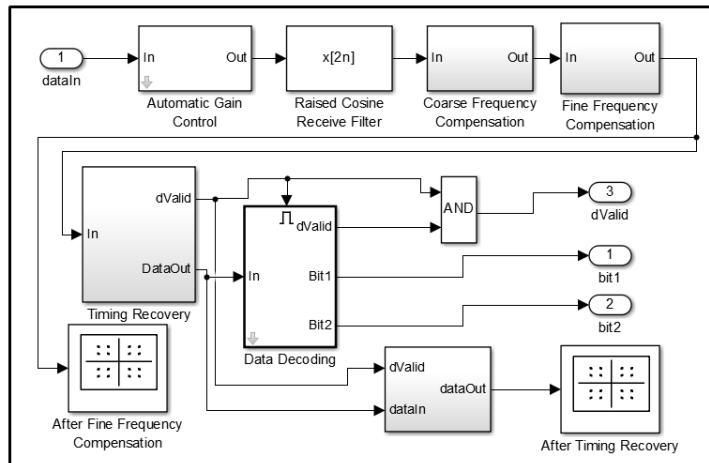 1
dataIn
In
Out
Automatic Gain
Control
x[2n]
Raised Cosine
Receive Filter
In
Out
Coarse Frequency
Compensation
In
Out
Fine Frequency
Compensation
In
dValid
DataOut
Timing Recovery
In
dValid
Bit1
Bit2
Data Decoding
AND
3
dValid
1
bit1
2
bit2
After Fine Frequency
Compensation
dValid
dataIn
dataOut
After Timing Recovery